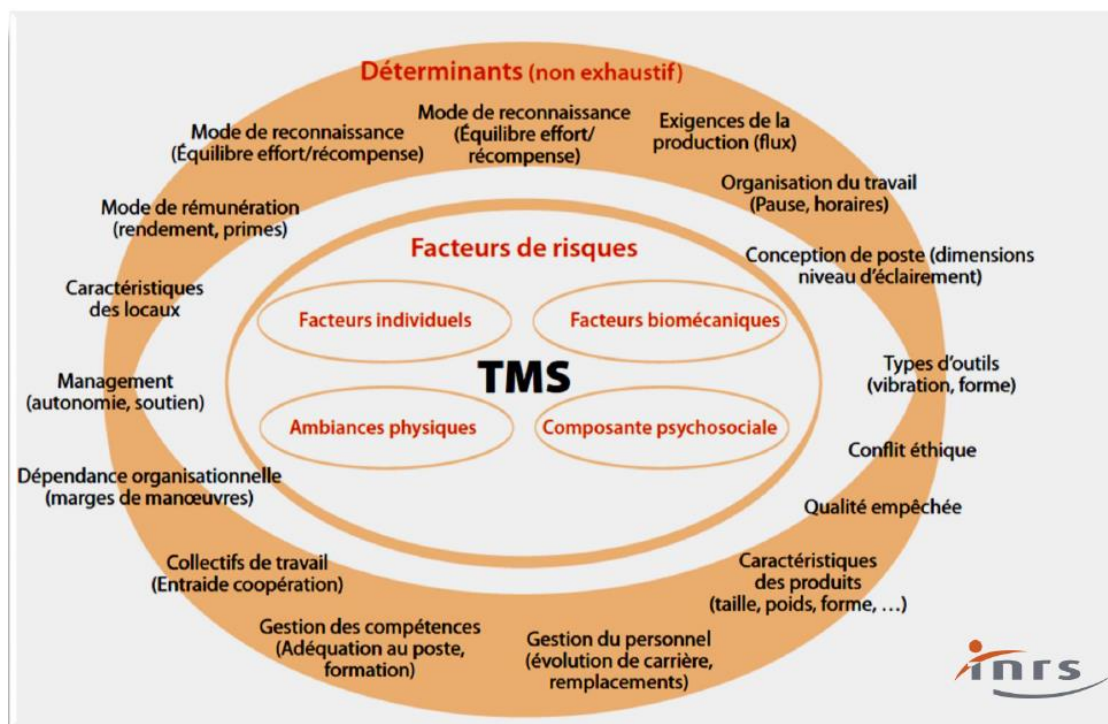 Déterminants (non exhaustif)
Mode de reconnaissance
(Équilibre effort/récompense)
Mode de reconnaissance
(Équilibre effort/
récompense)
Exigences de la
production (flux)
Mode de rémunération
(rendement, primes)
Organisation du travail
(Pause, horaires)
Facteurs de risques
Conception de poste (dimensions
niveau d'éclairement)
Caractéristiques
des locaux
Facteurs individuels
Facteurs biomécaniques
TMS
Management
(autonomie, soutien)
Types d'outils
(vibration, forme)
Ambiances physiques
Composante psychosociale
Conflit éthique
Dépendance organisationnelle
(marges de manœuvres)
Qualité empêchée
Collectifs de travail
(Entraide coopération)
Caractéristiques
des produits
(taille, poids, forme, …)
Gestion des compétences
(Adéquation au poste,
formation)
Gestion du personnel
(évolution de carrière,
remplacements)
inrs